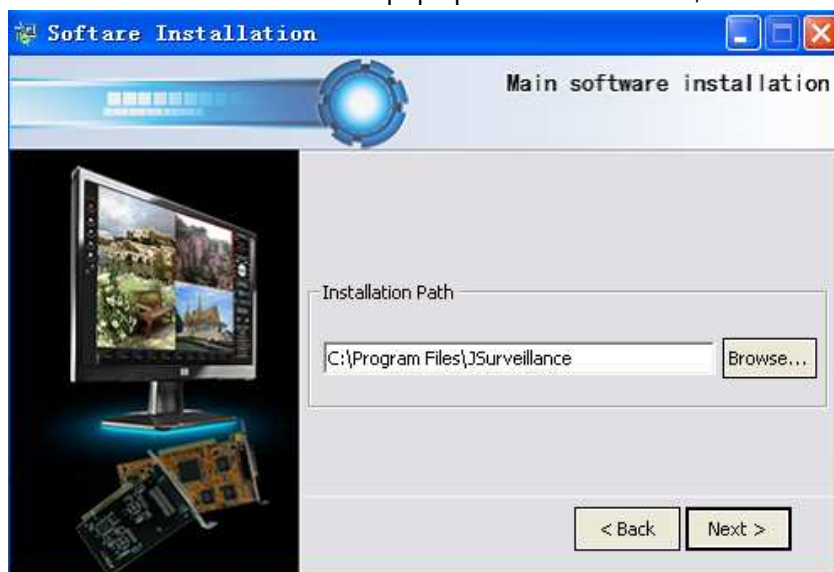 Softare Installation
Main software installation
Installation Path
C:\Program Files\JSurveillance
Browse...
< Back
Next >